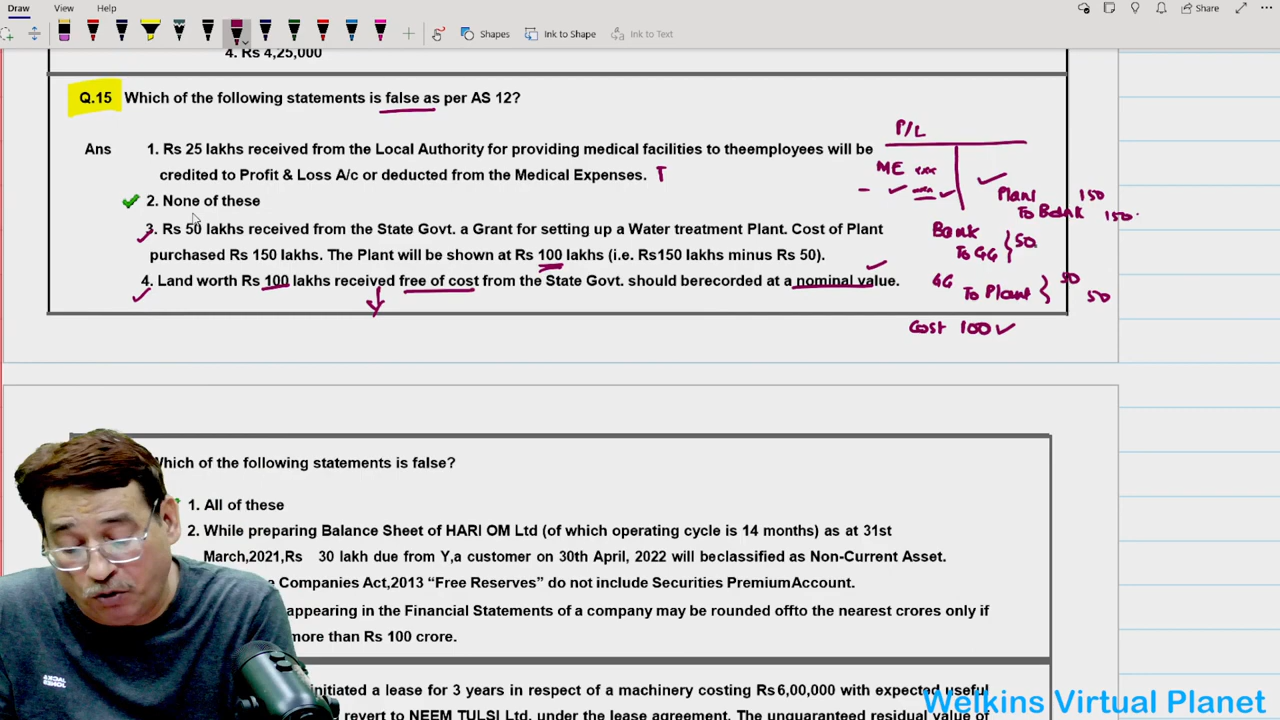 Draw View Help
Shapes Ink to Shape Ink to Text Share
4. Rs 4,25,000
Q.15 Which of the following statements is false as per AS 12?
Ans 1. Rs 25 lakhs received from the Local Authority for providing medical facilities to theemployees will be
credited to Profit & Loss A/c or deducted from the Medical Expenses. T
2. None of these
3. Rs 50 lakhs received from the State Govt. a Grant for setting up a Water treatment Plant. Cost of Plant
purchased Rs 150 lakhs. The Plant will be shown at Rs 100 lakhs (i.e. Rs150 lakhs minus Rs 50).
4. Land worth Rs 100 lakhs received free of cost from the State Govt. should berecorded at a nominal value.
P/L
ME xxx
Plant 150
To Bank 150
Bank
To GG 50
GG 50
To Plant 50
Cost 100
Which of the following statements is false?
1. All of these
2. While preparing Balance Sheet of HARI OM Ltd (of which operating cycle is 14 months) as at 31st
March,2021,Rs 30 lakh due from Y,a customer on 30th April, 2022 will beclassified as Non-Current Asset.
Companies Act,2013 “Free Reserves” do not include Securities PremiumAccount.
appearing in the Financial Statements of a company may be rounded offto the nearest crores only if
more than Rs 100 crore.
initiated a lease for 3 years in respect of a machinery costing Rs 6,00,000 with expected useful
revert to NEEM TULSI Ltd. under the lease agreement. The unguaranteed residual value of
Welkins Virtual Planet